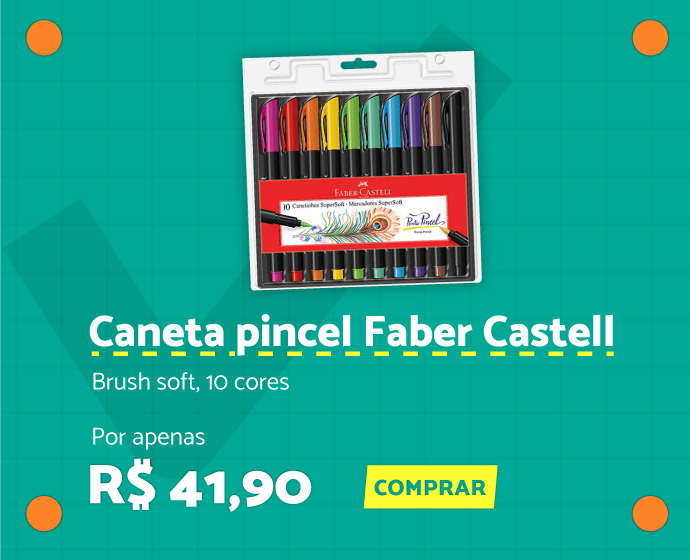 FABER-CASTELL
10 Canetinhas SuperSoft · Marcadores SuperSoft
Ponta Pincel
Caneta pincel Faber Castell
Brush soft, 10 cores
Por apenas
R$ 41,90
COMPRAR